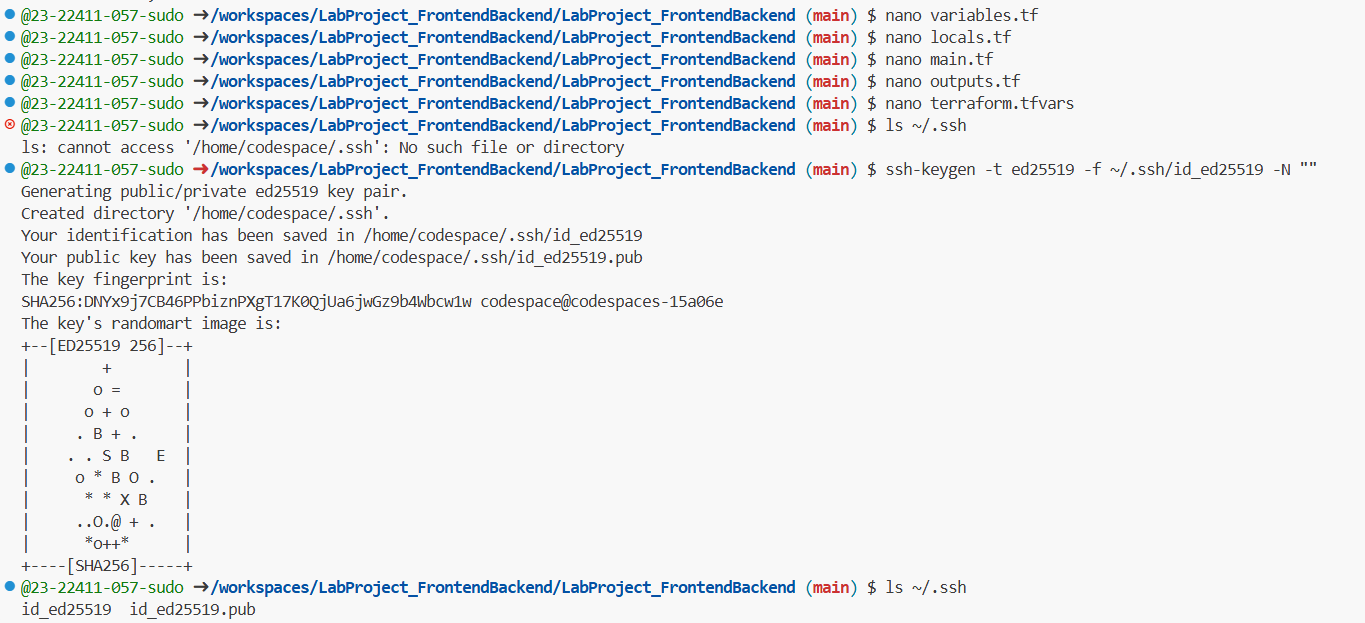 @23-22411-057-sudo ➜/workspaces/LabProject_FrontendBackend/LabProject_FrontendBackend (main) $ nano variables.tf
@23-22411-057-sudo ➜/workspaces/LabProject_FrontendBackend/LabProject_FrontendBackend (main) $ nano locals.tf
@23-22411-057-sudo ➜/workspaces/LabProject_FrontendBackend/LabProject_FrontendBackend (main) $ nano main.tf
@23-22411-057-sudo ➜/workspaces/LabProject_FrontendBackend/LabProject_FrontendBackend (main) $ nano outputs.tf
@23-22411-057-sudo ➜/workspaces/LabProject_FrontendBackend/LabProject_FrontendBackend (main) $ nano terraform.tfvars
@23-22411-057-sudo ➜/workspaces/LabProject_FrontendBackend/LabProject_FrontendBackend (main) $ ls ~/.ssh
ls: cannot access '/home/codespace/.ssh': No such file or directory
@23-22411-057-sudo ➜/workspaces/LabProject_FrontendBackend/LabProject_FrontendBackend (main) $ ssh-keygen -t ed25519 -f ~/.ssh/id_ed25519 -N ""
Generating public/private ed25519 key pair.
Created directory '/home/codespace/.ssh'.
Your identification has been saved in /home/codespace/.ssh/id_ed25519
Your public key has been saved in /home/codespace/.ssh/id_ed25519.pub
The key fingerprint is:
SHA256:DNYx9j7CB46PPbiznPXgT17K0QjUa6jwGz9b4Wbcw1w codespace@codespaces-15a06e
The key's randomart image is:
+--[ED25519 256]--+
|        +        |
|       o =       |
|      o + o      |
|     . B + .     |
|    . . S B   E  |
|     o * B O .   |
|      * * X B    |
|     ..O.@ + .   |
|      *o++*      |
+----[SHA256]-----+
@23-22411-057-sudo ➜/workspaces/LabProject_FrontendBackend/LabProject_FrontendBackend (main) $ ls ~/.ssh
id_ed25519  id_ed25519.pub